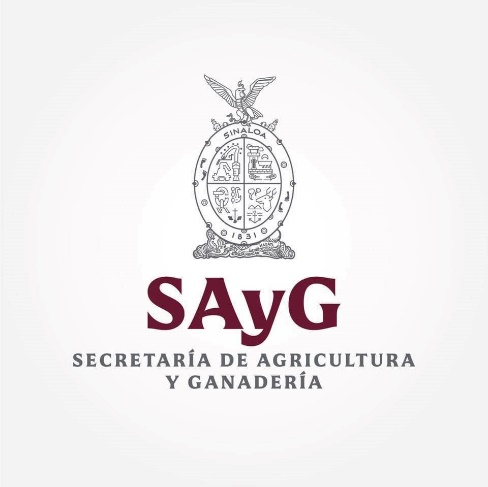 SINALOA
1831
SAyG
SECRETARÍA DE AGRICULTURA
Y GANADERÍA